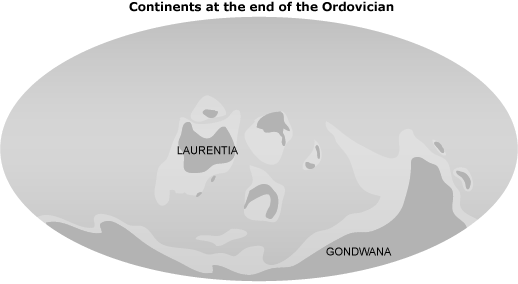 Continents at the end of the Ordovician
LAURENTIA
GONDWANA